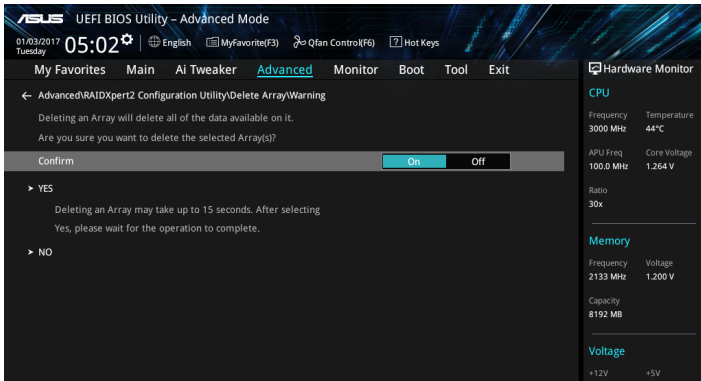 ASUS UEFI BIOS Utility – Advanced Mode
01/03/2017 Tuesday 05:02 English MyFavorite(F3) Qfan Control(F6) ? Hot Keys
My Favorites Main Ai Tweaker Advanced Monitor Boot Tool Exit
← Advanced\RAIDXpert2 Configuration Utility\Delete Array\Warning
Deleting an Array will delete all of the data available on it.
Are you sure you want to delete the selected Array(s)?
Confirm On Off
> YES
Deleting an Array may take up to 15 seconds. After selecting
Yes, please wait for the operation to complete.
> NO
Hardware Monitor
CPU
Frequency Temperature
3000 MHz 44°C
APU Freq Core Voltage
100.0 MHz 1.264 V
Ratio
30x
Memory
Frequency Voltage
2133 MHz 1.200 V
Capacity
8192 MB
Voltage
+12V +5V